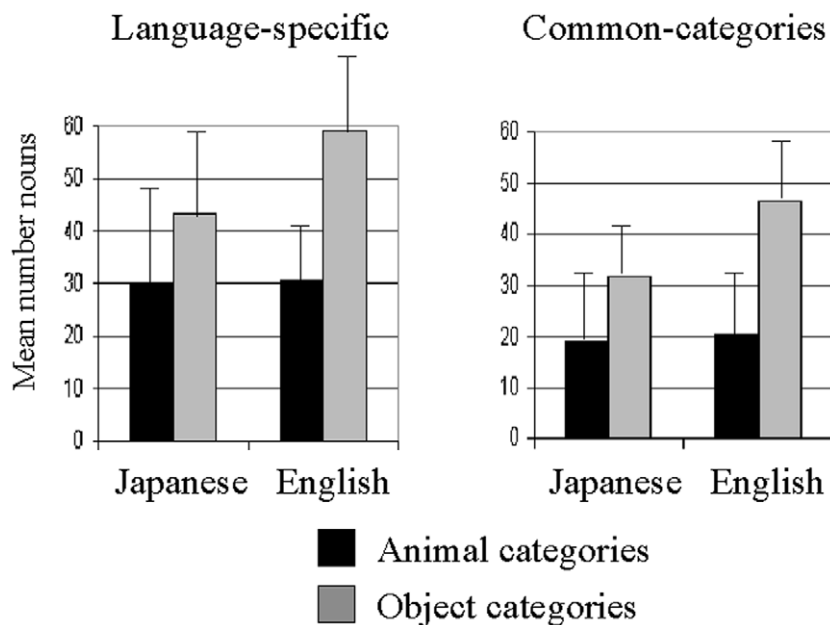 Language-specific
Common-categories
Mean number nouns
60
50
40
30
20
10
0
Japanese
English
60
50
40
30
20
10
0
Japanese
English
Animal categories
Object categories